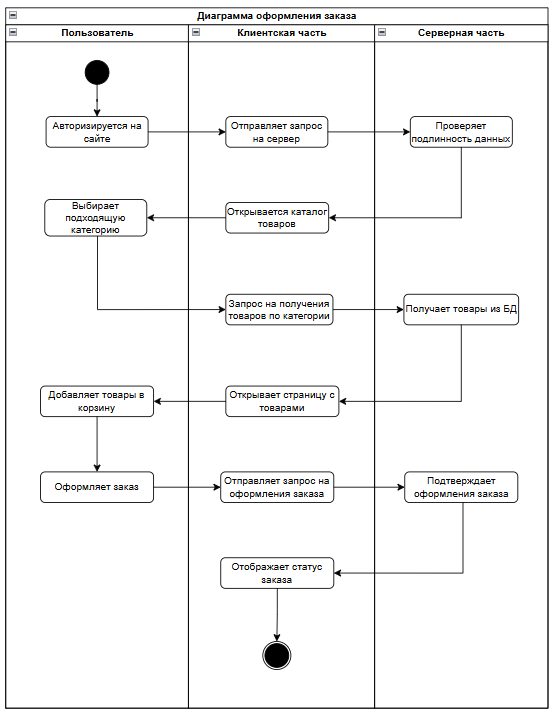 Диаграмма оформления заказа
Пользователь
Клиентская часть
Серверная часть
Авторизируется на
сайте
Отправляет запрос
на сервер
Проверяет
подлинность данных
Выбирает
подходящую
категорию
Открывается каталог
товаров
Запрос на получения
товаров по категории
Получает товары из БД
Добавляет товары в
корзину
Открывает страницу с
товарами
Оформляет заказ
Отправляет запрос на
оформления заказа
Подтверждает
оформления заказа
Отображает статус
заказа